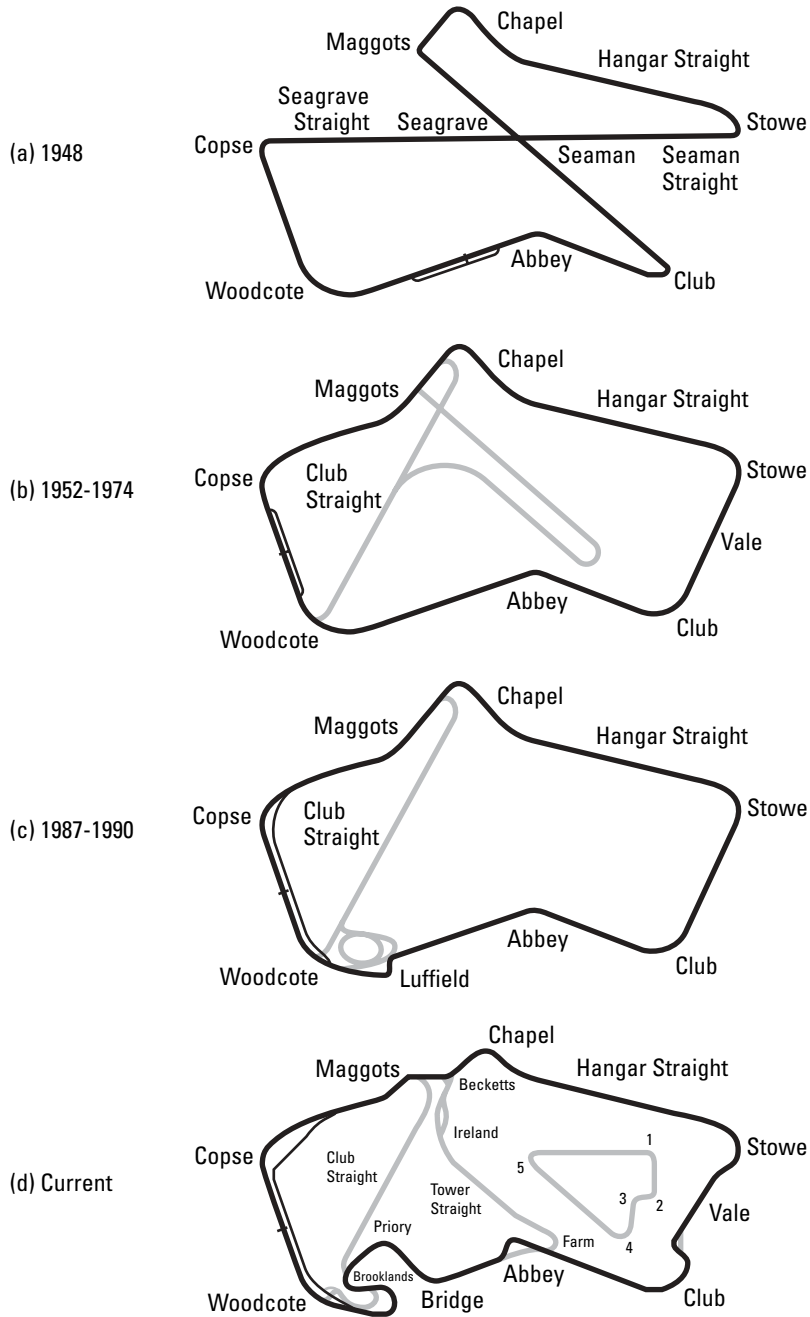 (a) 1948
Maggots
Chapel
Hangar Straight
Seagrave
Straight
Seagrave
Copse
Stowe
Seaman
Seaman
Straight
Abbey
Woodcote
Club
(b) 1952-1974
Chapel
Maggots
Hangar Straight
Copse
Club
Straight
Stowe
Vale
Abbey
Woodcote
Club
(c) 1987-1990
Chapel
Maggots
Hangar Straight
Copse
Club
Straight
Stowe
Abbey
Club
Woodcote
Luffield
(d) Current
Chapel
Maggots
Hangar Straight
Becketts
Ireland
1
Stowe
Copse
Club
Straight
5
Tower
Straight
3
2
Vale
Priory
Farm
4
Brooklands
Abbey
Woodcote
Bridge
Club